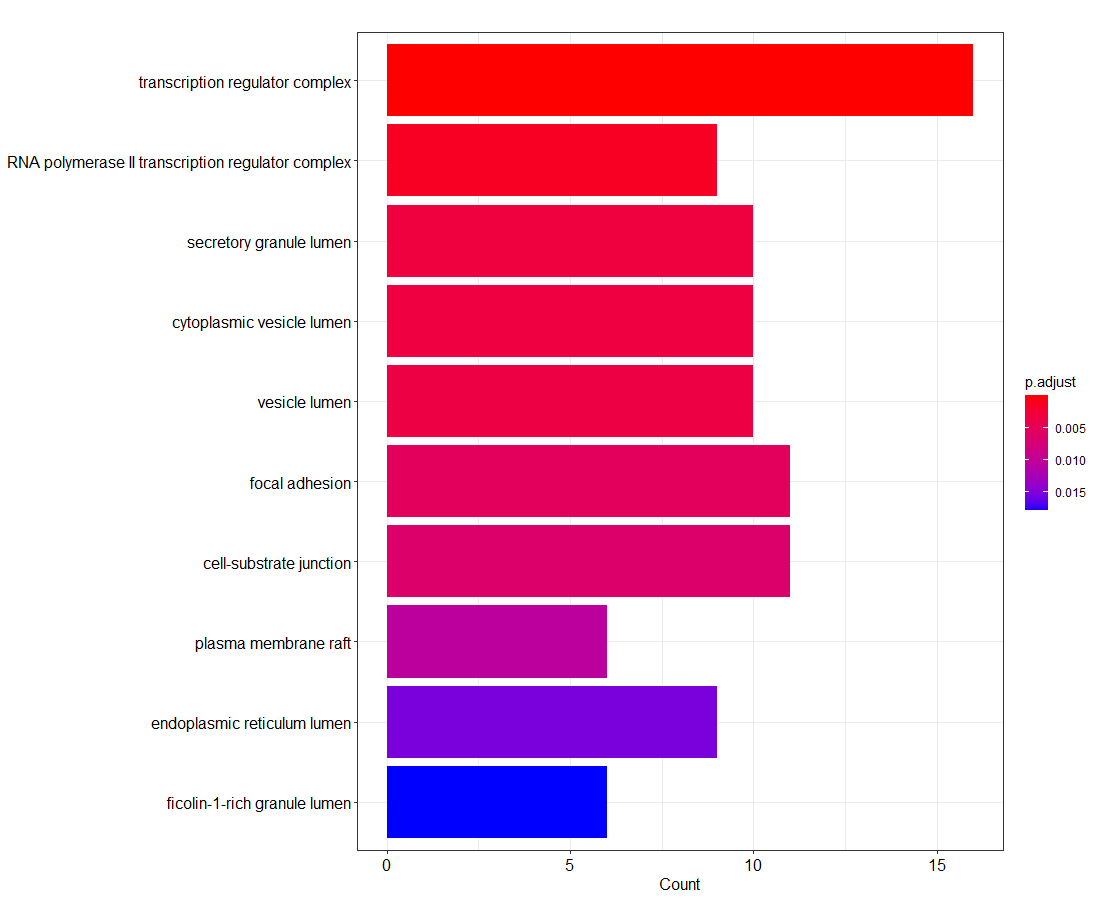 transcription regulator complex
RNA polymerase II transcription regulator complex
secretory granule lumen
cytoplasmic vesicle lumen
vesicle lumen
focal adhesion
cell-substrate junction
plasma membrane raft
endoplasmic reticulum lumen
ficolin-1-rich granule lumen
0 5 10 15
Count
p.adjust
0.005
0.010
0.015